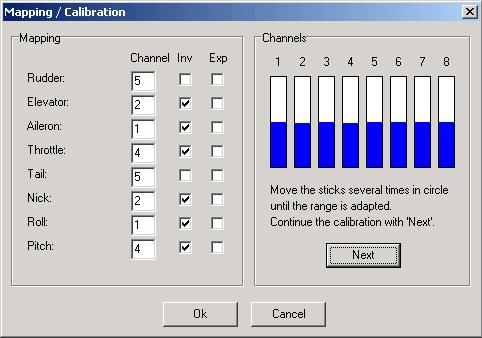 Mapping / Calibration
Mapping
Channel Inv Exp
Rudder: 5
Elevator: 2
Aileron: 1
Throttle: 4
Tail: 5
Nick: 2
Roll: 1
Pitch: 4
Channels
1 2 3 4 5 6 7 8
Move the sticks several times in circle
until the range is adapted.
Continue the calibration with 'Next'.
Next
Ok Cancel